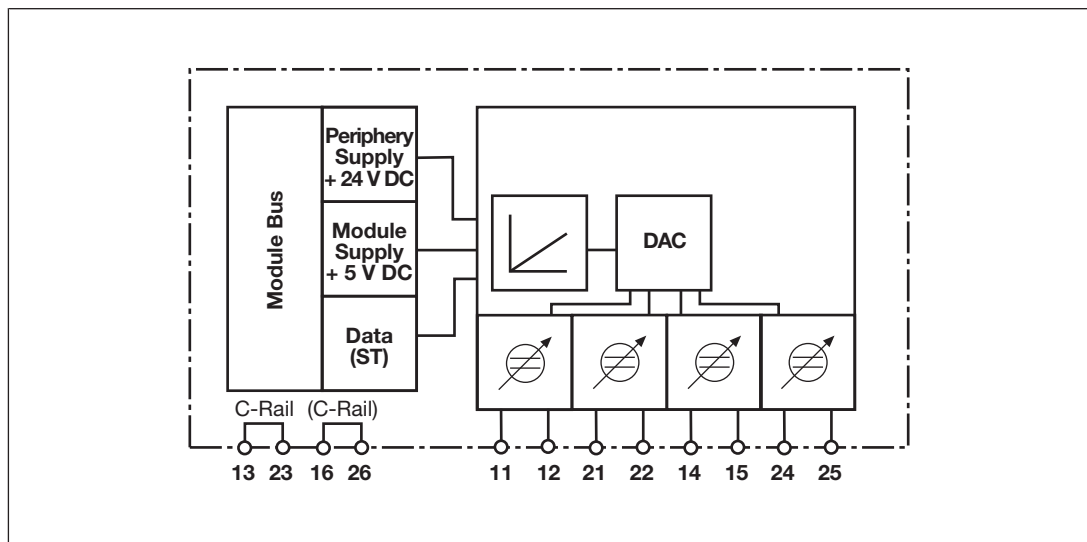 Module Bus
Periphery
Supply
+ 24 V DC
Module
Supply
+ 5 V DC
Data
(ST)
DAC
C-Rail (C-Rail)
13 23 16 26 11 12 21 22 14 15 24 25